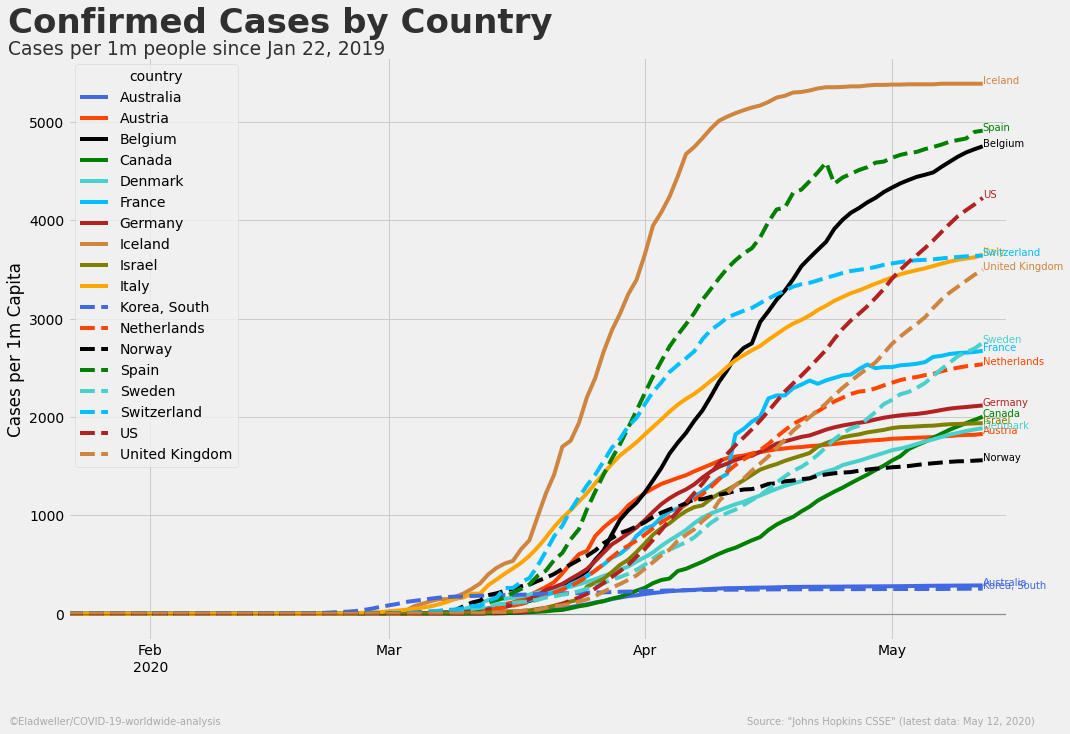 Confirmed Cases by Country
Cases per 1m people since Jan 22, 2019
country
Australia
Austria
Belgium
Canada
Denmark
France
Germany
Iceland
Israel
Italy
Korea, South
Netherlands
Norway
Spain
Sweden
Switzerland
US
United Kingdom
Cases per 1m Capita
5000
4000
3000
2000
1000
0
Feb
2020
Mar
Apr
May
Iceland
Spain
Belgium
US
Switzerland
United Kingdom
Sweden
France
Netherlands
Germany
Canada
Israel
Denmark
Austria
Norway
Australia
Korea, South
©Eladweller/COVID-19-worldwide-analysis
Source: "Johns Hopkins CSSE" (latest data: May 12, 2020)